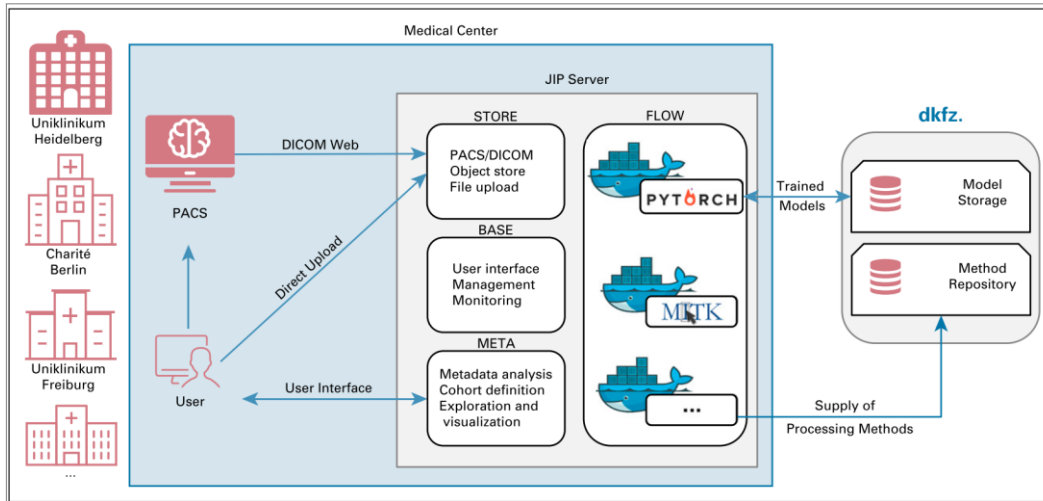 Medical Center
JIP Server
Uniklinikum
Heidelberg
Charité
Berlin
Uniklinikum
Freiburg
...
PACS
User
DICOM Web
Direct Upload
User Interface
STORE
PACS/DICOM
Object store
File upload
BASE
User interface
Management
Monitoring
META
Metadata analysis
Cohort definition
Exploration and
visualization
FLOW
PYTORCH
MITK
...
Trained
Models
Supply of
Processing Methods
dkfz.
Model
Storage
Method
Repository